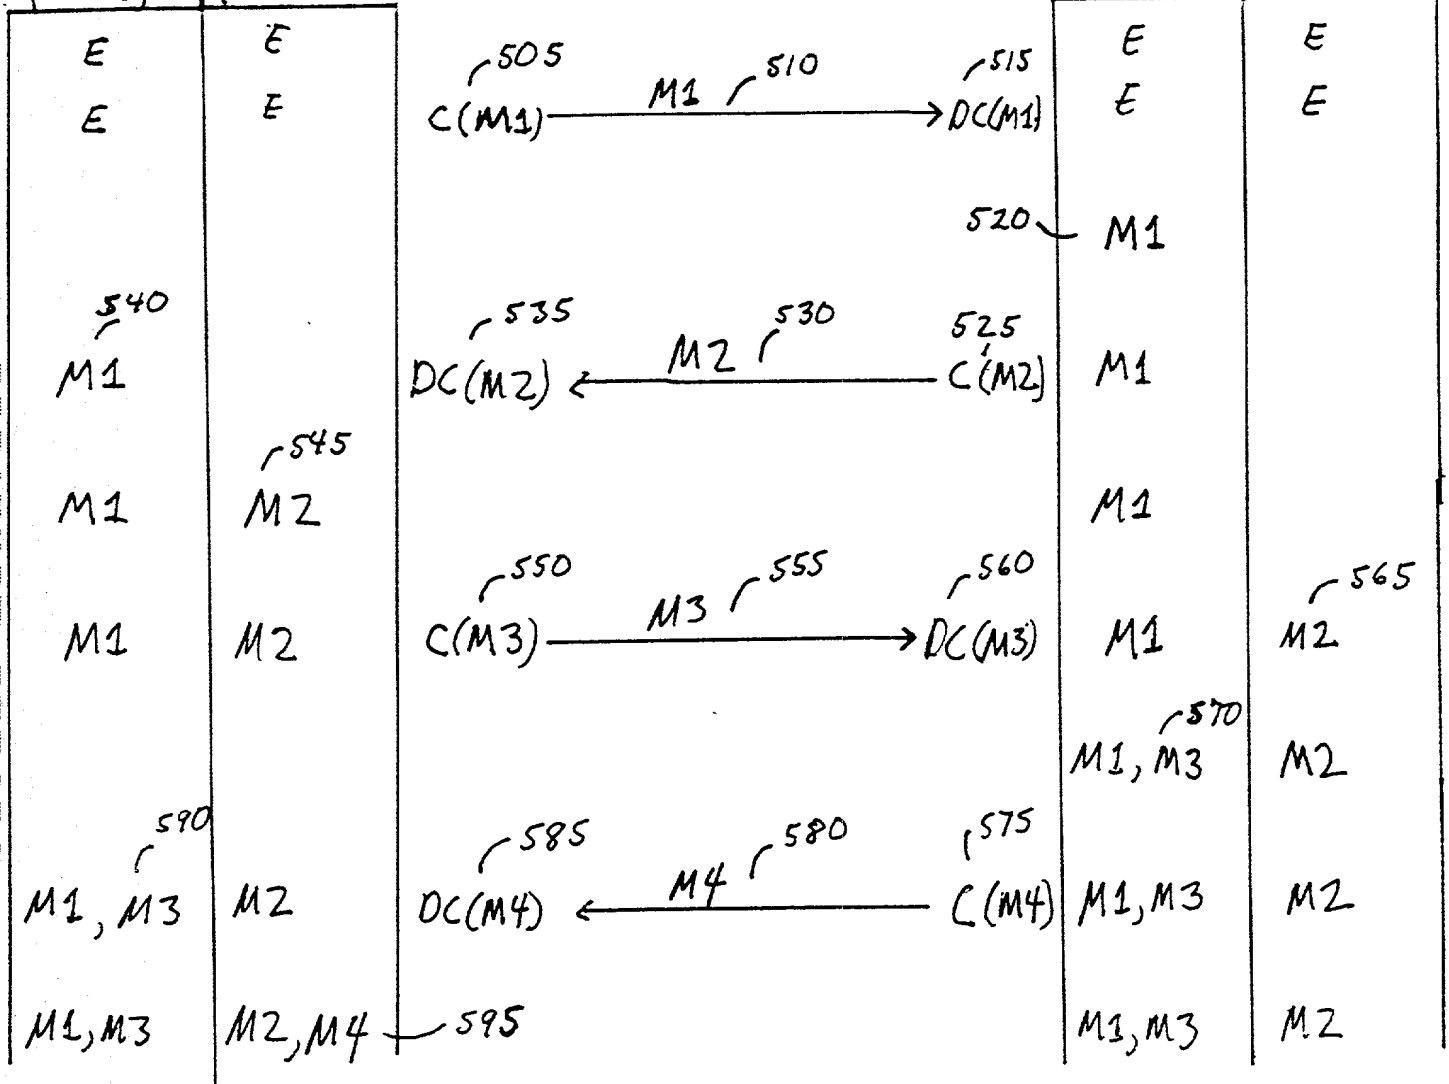 E E E E
505 M1 510 515
E E C(M1) DC(M1) E E
520 M1
540 535 M2 530 525
M1 DC(M2) C(M2) M1
545
M1 M2 M1
550 M3 555 560 565
M1 M2 C(M3) DC(M3) M1 M2
570
M1, M3 M2
590 585 M4 580 575
M1, M3 M2 DC(M4) C(M4) M1, M3 M2
M1, M3 M2, M4 595 M1, M3 M2